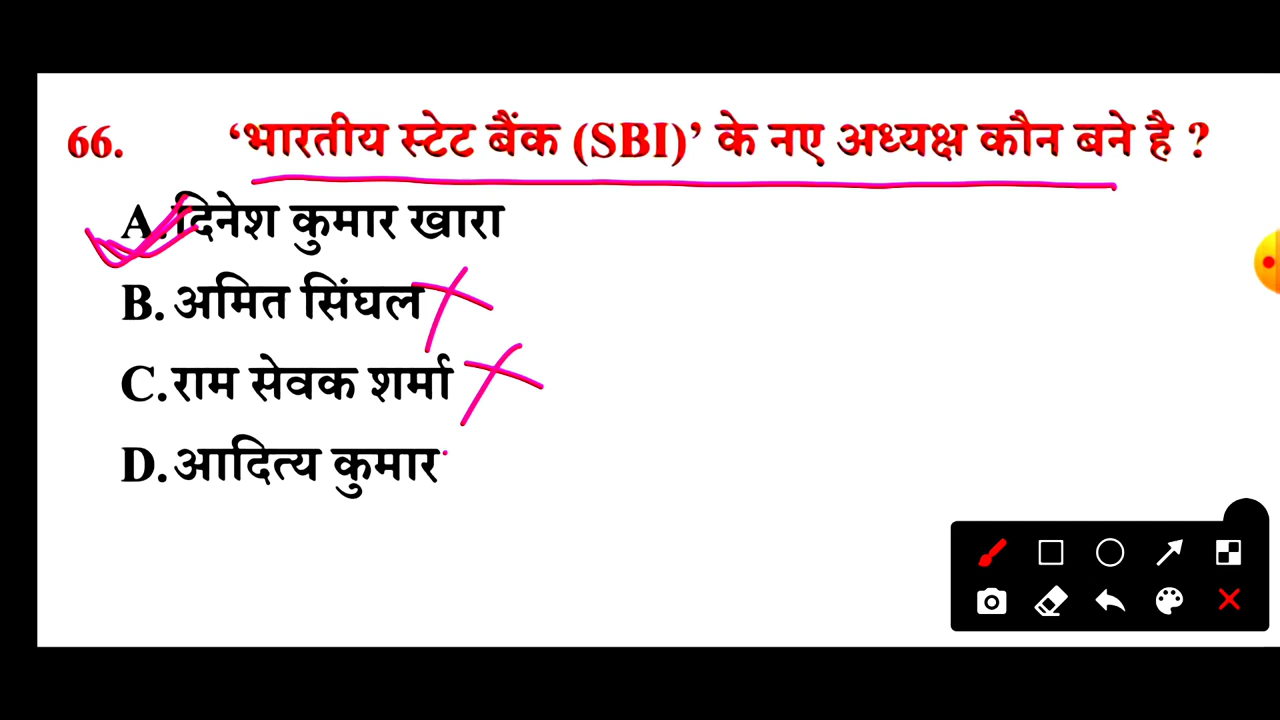 66. ‘भारतीय स्टेट बैंक (SBI)’ के नए अध्यक्ष कौन बने है ?
A. दिनेश कुमार खारा
B. अमित सिंघल
C. राम सेवक शर्मा
D. आदित्य कुमार